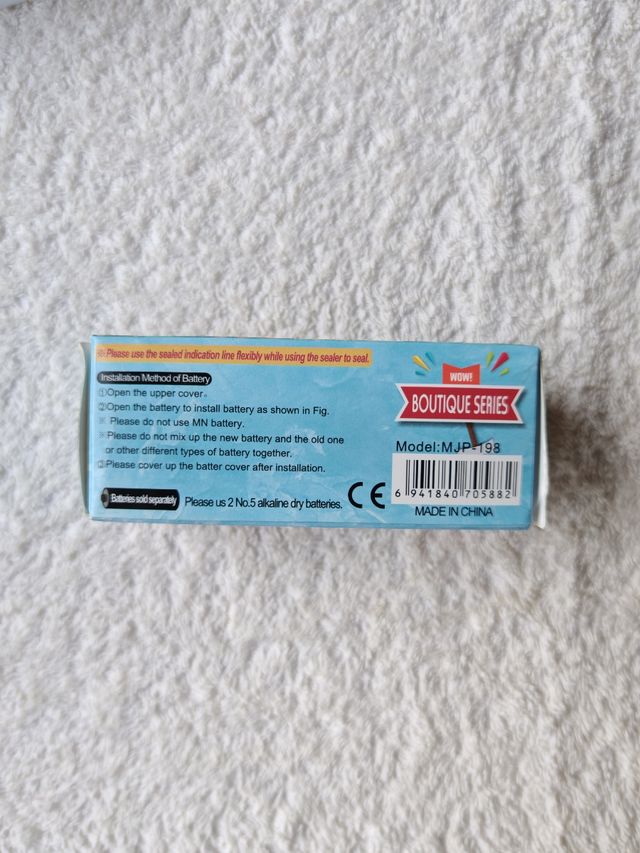 ※Please use the sealed indication line flexibly while using the sealer to seal.
Installation Method of Battery
①Open the upper cover。
②Open the battery to install battery as shown in Fig.
※ Please do not use MN battery.
※Please do not mix up the new battery and the old one
or other different types of battery together.
③Please cover up the batter cover after installation.
Batteries sold separately
Please us 2 No.5 alkaline dry batteries.
CE
WOW!
BOUTIQUE SERIES
Model:MJP-198
6 941840 705882
MADE IN CHINA